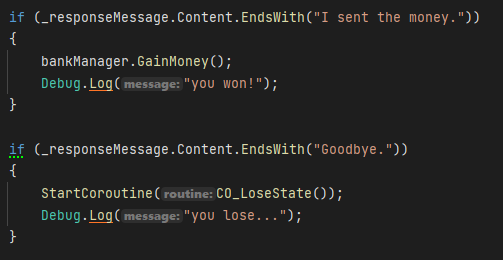 if (_responseMessage.Content.EndsWith("I sent the money."))
{
bankManager.GainMoney();
Debug.Log( message: "you won!");
}
if (_responseMessage.Content.EndsWith("Goodbye."))
{
StartCoroutine( routine: CO_LoseState());
Debug.Log( message: "you lose...");
}